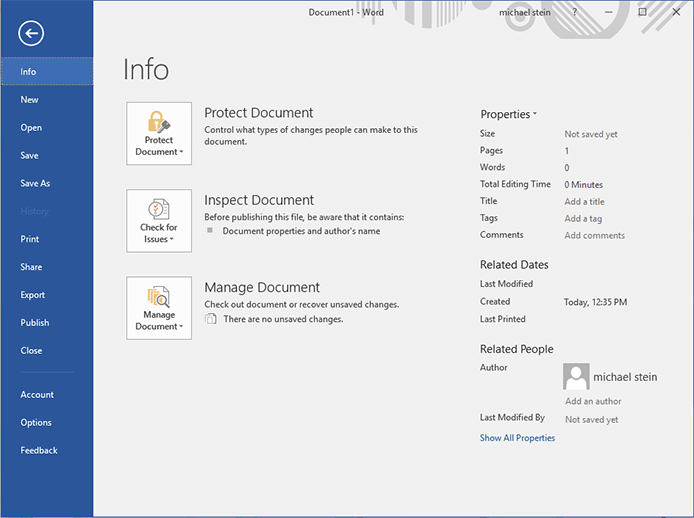 Document1 - Word
michael stein
?
Info
New
Open
Save
Save As
History
Print
Share
Export
Publish
Close
Account
Options
Feedback
Info
Protect
Document
Protect Document
Control what types of changes people can make to this
document.
Check for
Issues
Inspect Document
Before publishing this file, be aware that it contains:
Document properties and author's name
Manage
Document
Manage Document
Check out document or recover unsaved changes.
There are no unsaved changes.
Properties
Size Not saved yet
Pages 1
Words 0
Total Editing Time 0 Minutes
Title Add a title
Tags Add a tag
Comments Add comments
Related Dates
Last Modified
Created Today, 12:35 PM
Last Printed
Related People
Author michael stein
Add an author
Last Modified By Not saved yet
Show All Properties